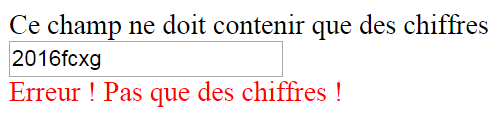 Ce champ ne doit contenir que des chiffres
2016fcxg
Erreur ! Pas que des chiffres !